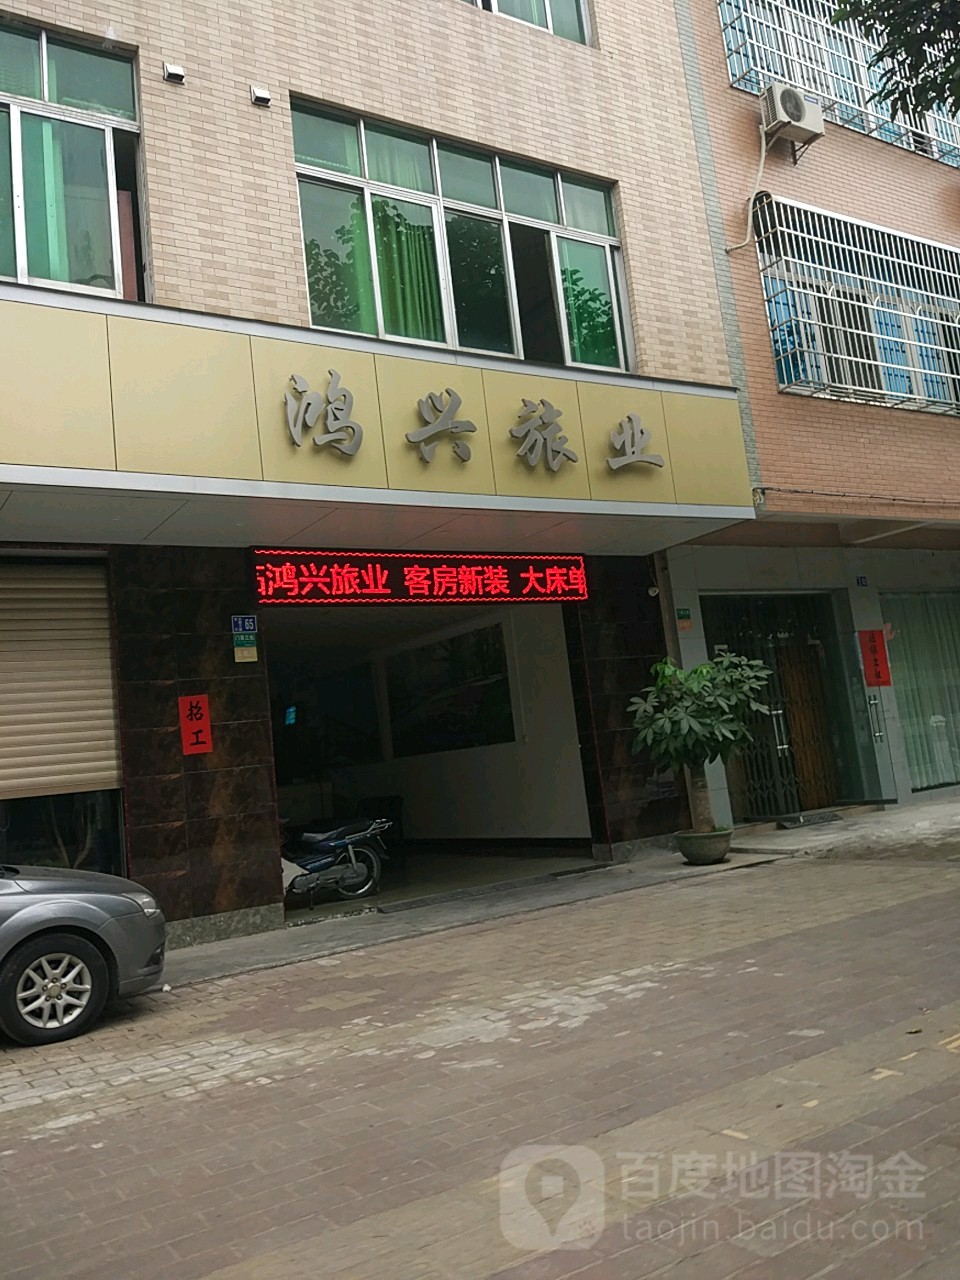 鸿兴旅业
鸿兴旅业 客房新装 大床单
65
招工
百度地图淘金
taojin.baidu.com